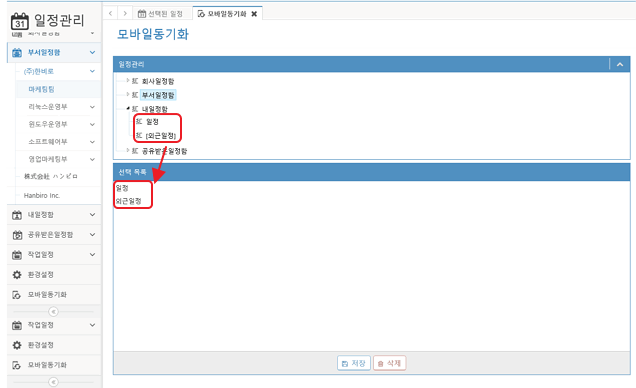 일정관리
부서일정함
(주)한비로
마케팅팀
리눅스운영부
윈도우운영부
소프트웨어부
영업마케팅부
株式会社 ハンビロ
Hanbiro Inc.
내일정함
공유받은일정함
작업일정
환경설정
모바일동기화
작업일정
환경설정
모바일동기화
선택된 일정
모바일동기화
모바일동기화
일정관리
회사일정함
부서일정함
내일정함
일정
[외근일정]
공유받은일정함
선택 목록
일정
외근일정
저장
삭제